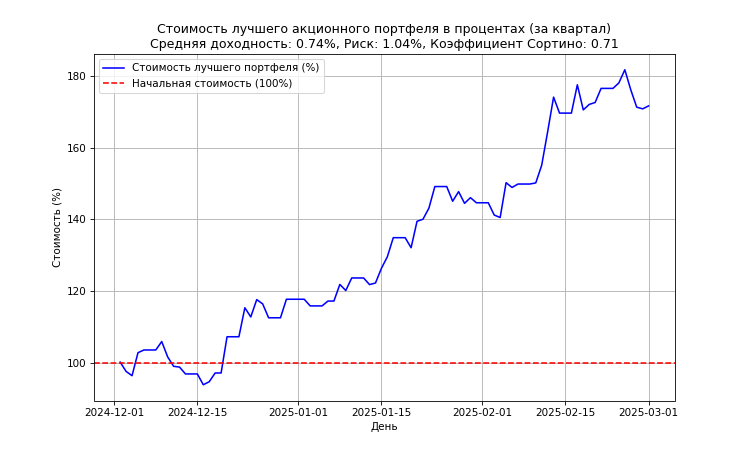 Стоимость лучшего акционного портфеля в процентах (за квартал)
Средняя доходность: 0.74%, Риск: 1.04%, Коэффициент Сортино: 0.71
Стоимость лучшего портфеля (%)
Начальная стоимость (100%)
Стоимость (%)
180
160
140
120
100
2024-12-01 2024-12-15 2025-01-01 2025-01-15 2025-02-01 2025-02-15 2025-03-01
День